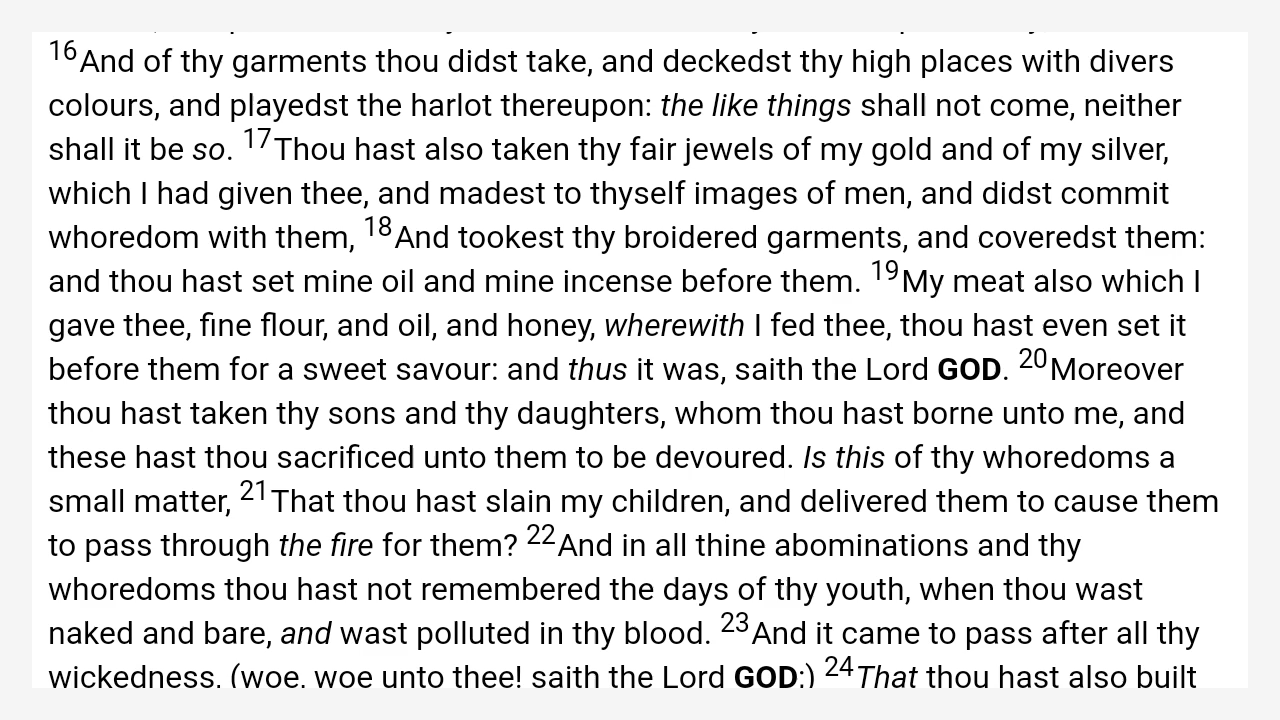 16And of thy garments thou didst take, and deckedst thy high places with divers
colours, and playedst the harlot thereupon: the like things shall not come, neither
shall it be so. 17Thou hast also taken thy fair jewels of my gold and of my silver,
which I had given thee, and madest to thyself images of men, and didst commit
whoredom with them, 18And tookest thy broidered garments, and coveredst them:
and thou hast set mine oil and mine incense before them. 19My meat also which I
gave thee, fine flour, and oil, and honey, wherewith I fed thee, thou hast even set it
before them for a sweet savour: and thus it was, saith the Lord GOD. 20Moreover
thou hast taken thy sons and thy daughters, whom thou hast borne unto me, and
these hast thou sacrificed unto them to be devoured. Is this of thy whoredoms a
small matter, 21That thou hast slain my children, and delivered them to cause them
to pass through the fire for them? 22And in all thine abominations and thy
whoredoms thou hast not remembered the days of thy youth, when thou wast
naked and bare, and wast polluted in thy blood. 23And it came to pass after all thy
wickedness, (woe, woe unto thee! saith the Lord GOD;) 24That thou hast also built